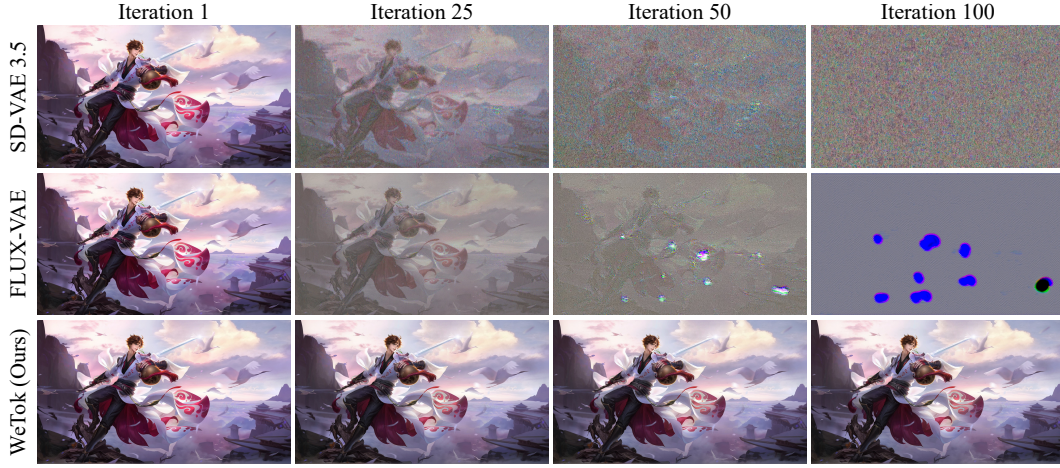 Iteration 1 Iteration 25 Iteration 50 Iteration 100
SD-VAE 3.5
FLUX-VAE
WeTok (Ours)